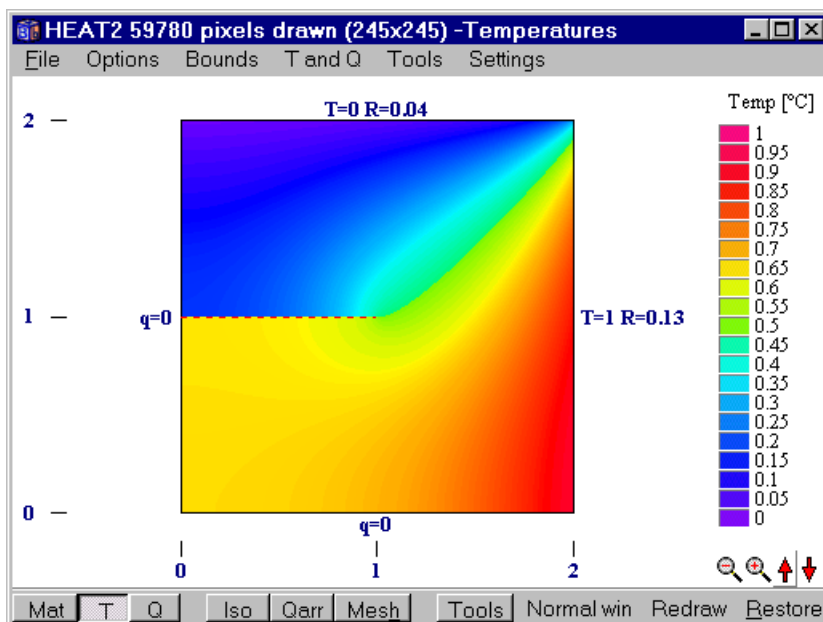 HEAT2 59780 pixels drawn (245x245) -Temperatures
File Options Bounds T and Q Tools Settings
T=0 R=0.04
Temp [°C]
2
1
0.95
0.9
0.85
0.8
0.75
0.7
0.65
0.6
0.55
0.5
0.45
0.4
0.35
0.3
0.25
0.2
0.15
0.1
0.05
0
1
q=0
T=1 R=0.13
0
q=0
0 1 2
Mat T Q Iso Qarr Mesh Tools Normal win Redraw Restore